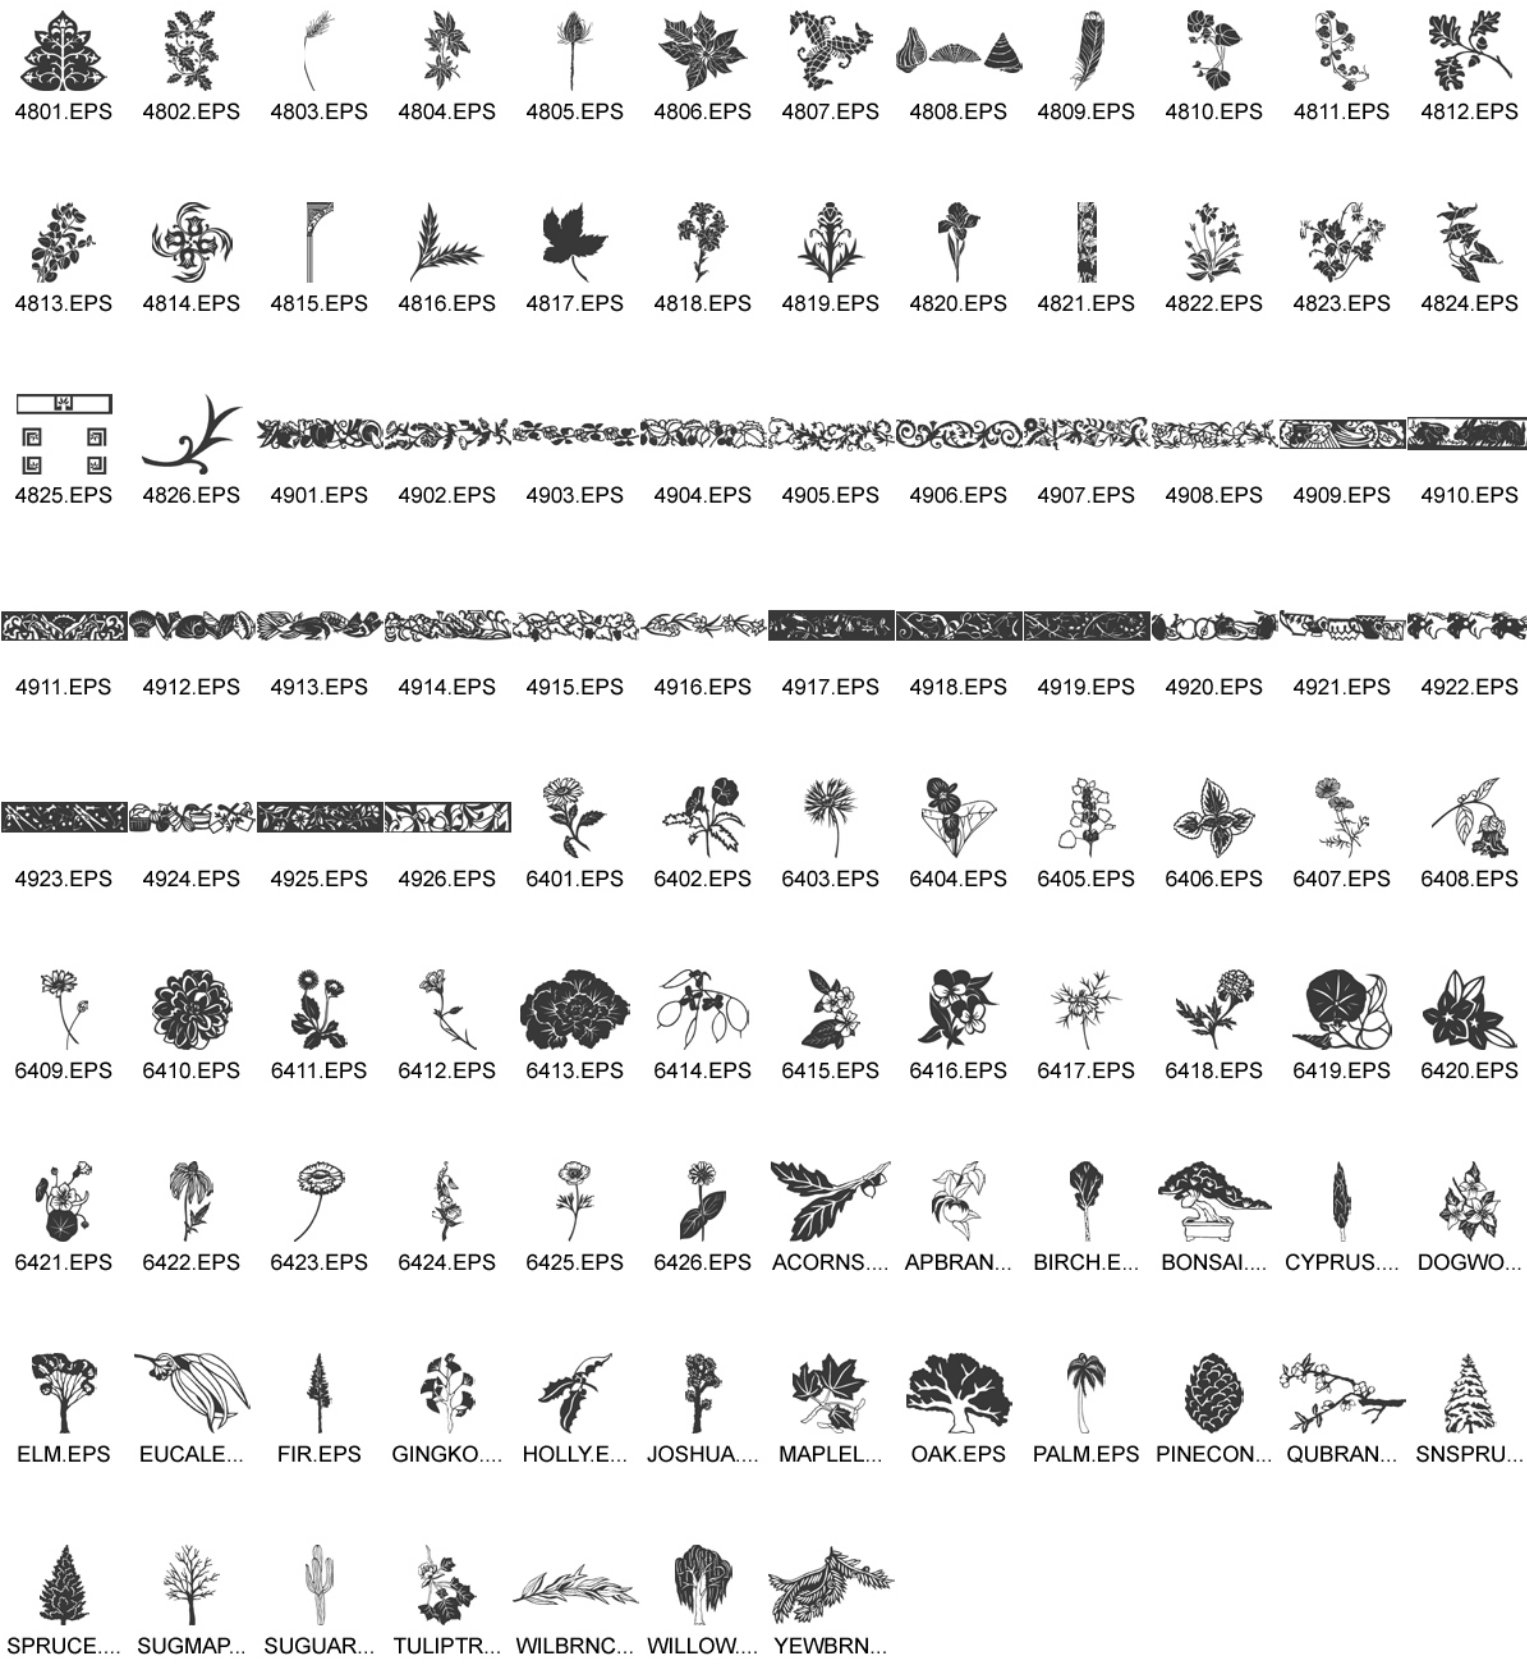 4801.EPS 4802.EPS 4803.EPS 4804.EPS 4805.EPS 4806.EPS 4807.EPS 4808.EPS 4809.EPS 4810.EPS 4811.EPS 4812.EPS
4813.EPS 4814.EPS 4815.EPS 4816.EPS 4817.EPS 4818.EPS 4819.EPS 4820.EPS 4821.EPS 4822.EPS 4823.EPS 4824.EPS
4825.EPS 4826.EPS 4901.EPS 4902.EPS 4903.EPS 4904.EPS 4905.EPS 4906.EPS 4907.EPS 4908.EPS 4909.EPS 4910.EPS
4911.EPS 4912.EPS 4913.EPS 4914.EPS 4915.EPS 4916.EPS 4917.EPS 4918.EPS 4919.EPS 4920.EPS 4921.EPS 4922.EPS
4923.EPS 4924.EPS 4925.EPS 4926.EPS 6401.EPS 6402.EPS 6403.EPS 6404.EPS 6405.EPS 6406.EPS 6407.EPS 6408.EPS
6409.EPS 6410.EPS 6411.EPS 6412.EPS 6413.EPS 6414.EPS 6415.EPS 6416.EPS 6417.EPS 6418.EPS 6419.EPS 6420.EPS
6421.EPS 6422.EPS 6423.EPS 6424.EPS 6425.EPS 6426.EPS ACORNS.... APBRAN... BIRCH.E... BONSAI.... CYPRUS.... DOGWO...
ELM.EPS EUCALE... FIR.EPS GINGKO.... HOLLY.E... JOSHUA.... MAPLEL... OAK.EPS PALM.EPS PINECON... QUBRAN... SNSPRU...
SPRUCE.... SUGMAP... SUGUAR... TULIPTR... WILBRNC... WILLOW.... YEWBRN...